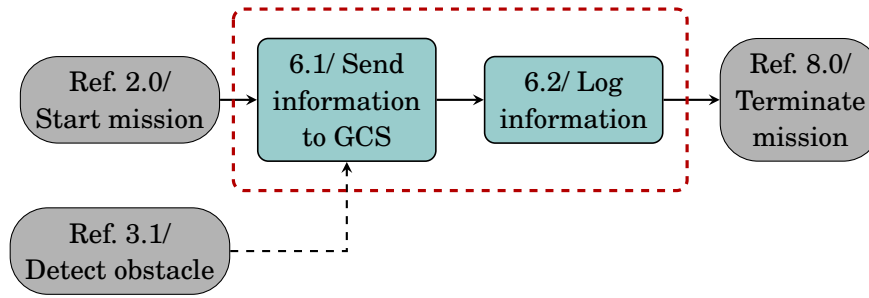 Ref. 2.0/
Start mission
6.1/ Send
information
to GCS
6.2/ Log
information
Ref. 8.0/
Terminate
mission
Ref. 3.1/
Detect obstacle